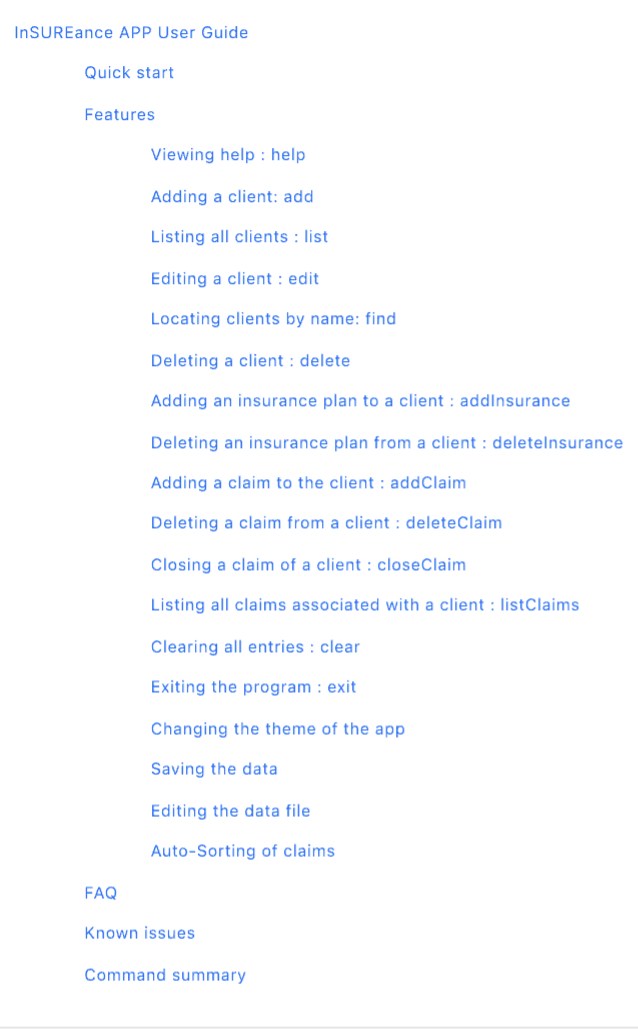 InSUREance APP User Guide
Quick start
Features
Viewing help : help
Adding a client: add
Listing all clients : list
Editing a client : edit
Locating clients by name: find
Deleting a client : delete
Adding an insurance plan to a client : addInsurance
Deleting an insurance plan from a client : deleteInsurance
Adding a claim to the client : addClaim
Deleting a claim from a client : deleteClaim
Closing a claim of a client : closeClaim
Listing all claims associated with a client : listClaims
Clearing all entries : clear
Exiting the program : exit
Changing the theme of the app
Saving the data
Editing the data file
Auto-Sorting of claims
FAQ
Known issues
Command summary